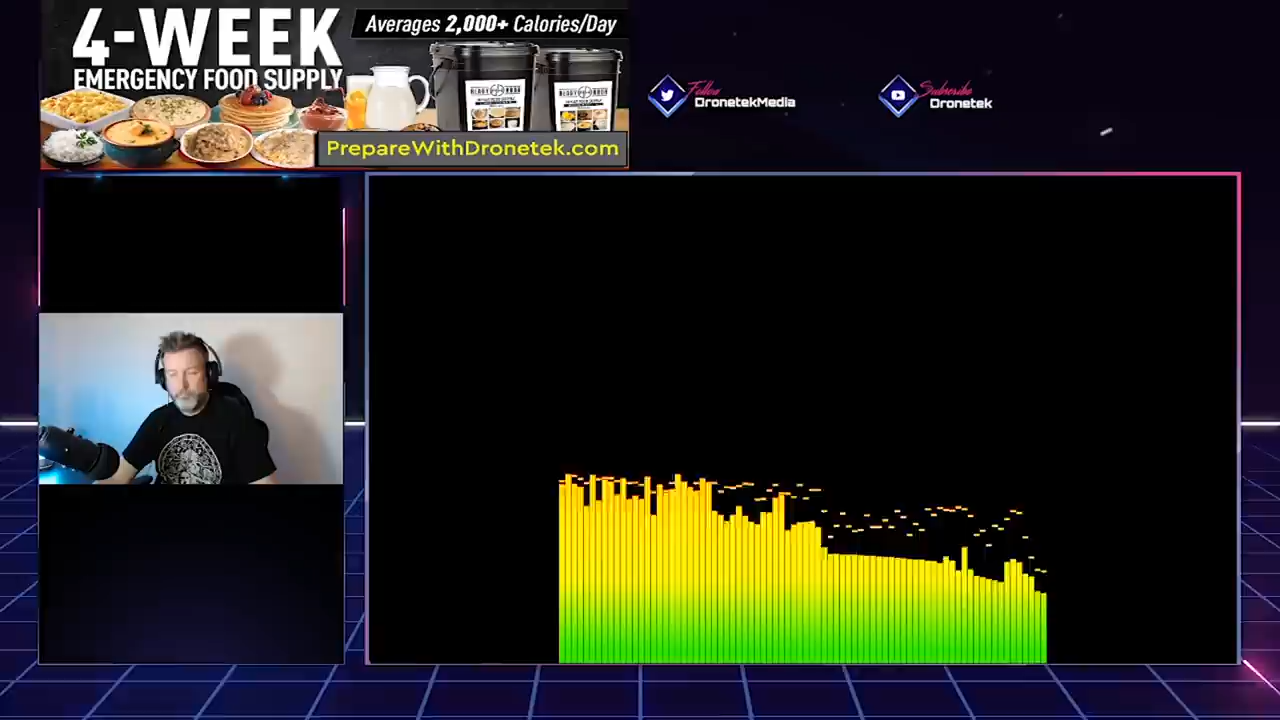 4-WEEK
EMERGENCY FOOD SUPPLY
Averages 2,000+ Calories/Day
PrepareWithDronetek.com
Follow
DronetekMedia
Subscribe
Dronetek